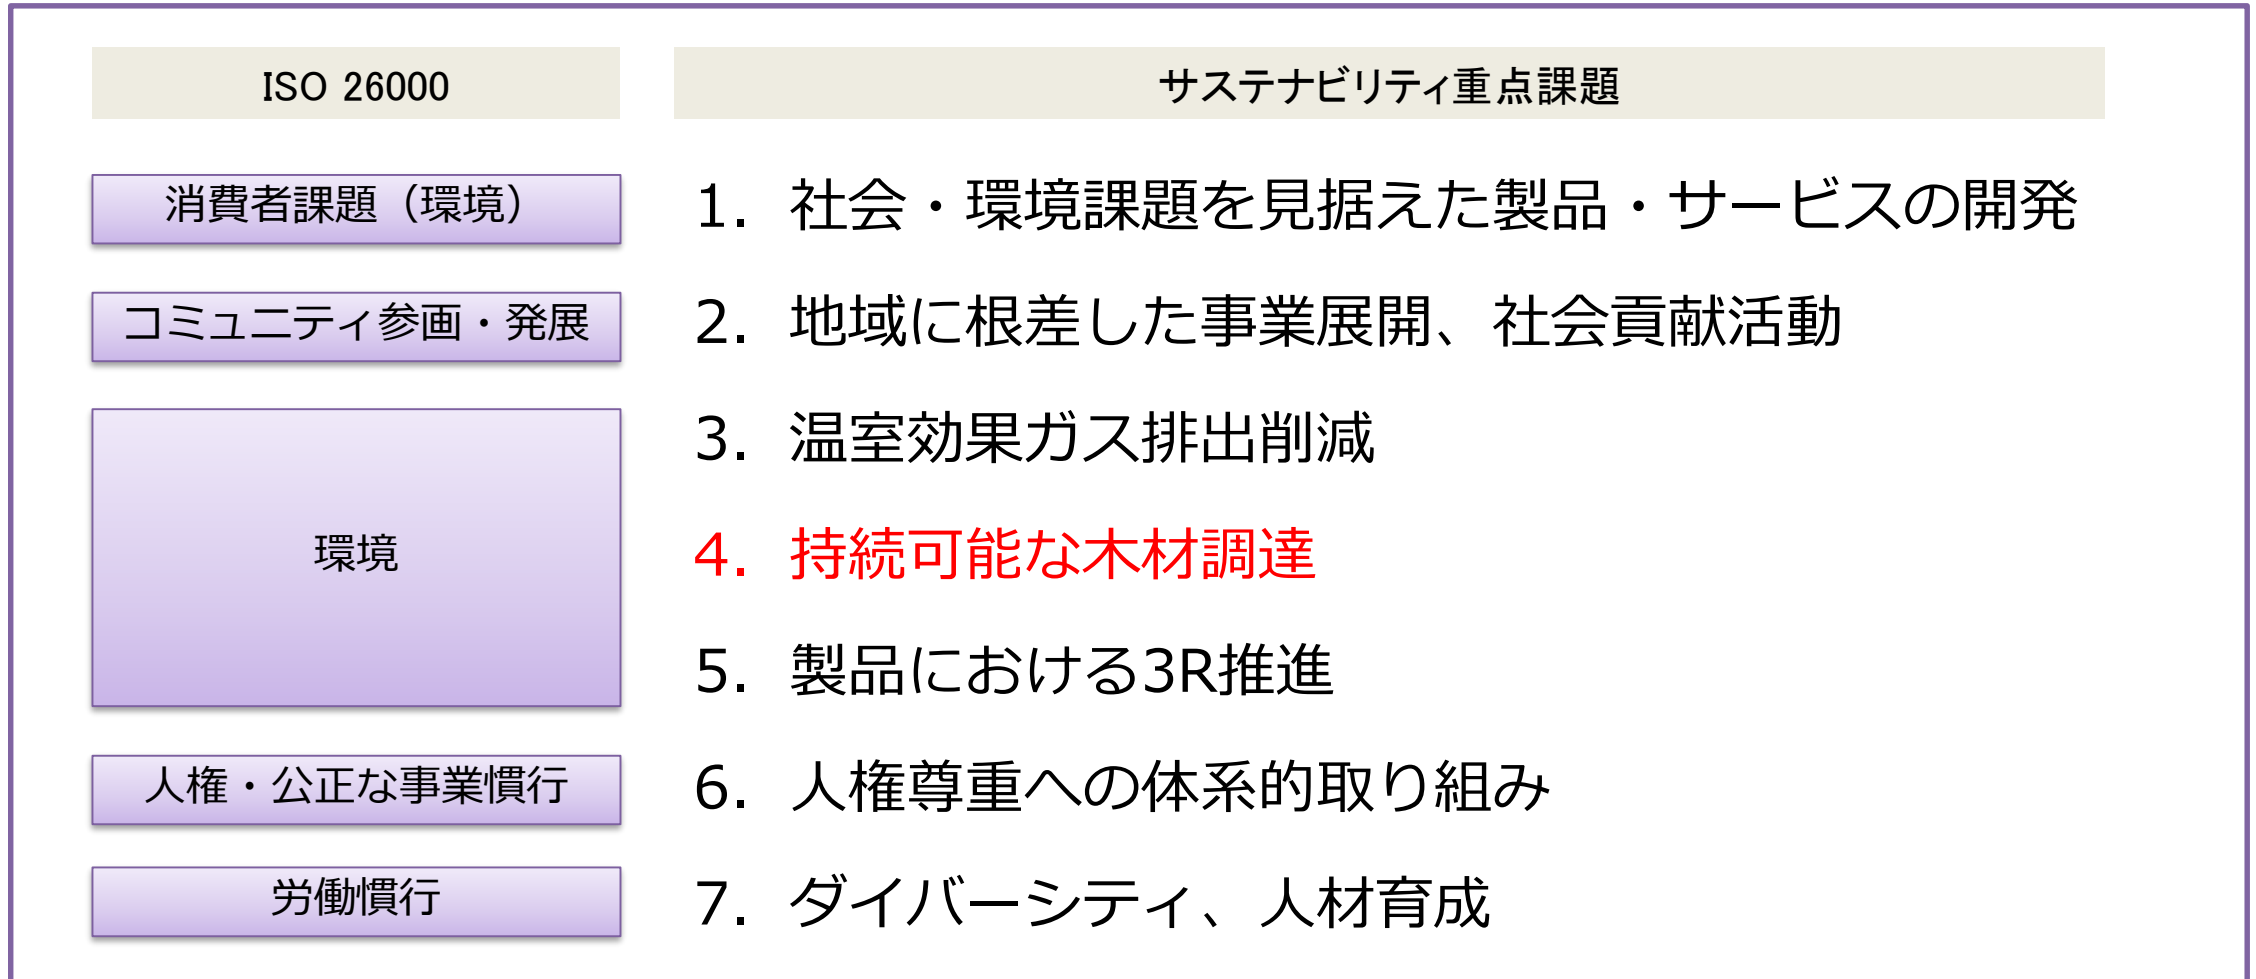 ISO 26000
サステナビリティ重点課題
消費者課題（環境）
1. 社会・環境課題を見据えた製品・サービスの開発
コミュニティ参画・発展
2. 地域に根差した事業展開、社会貢献活動
環境
3. 温室効果ガス排出削減
4. 持続可能な木材調達
5. 製品における3R推進
人権・公正な事業慣行
6. 人権尊重への体系的取り組み
労働慣行
7. ダイバーシティ、人材育成